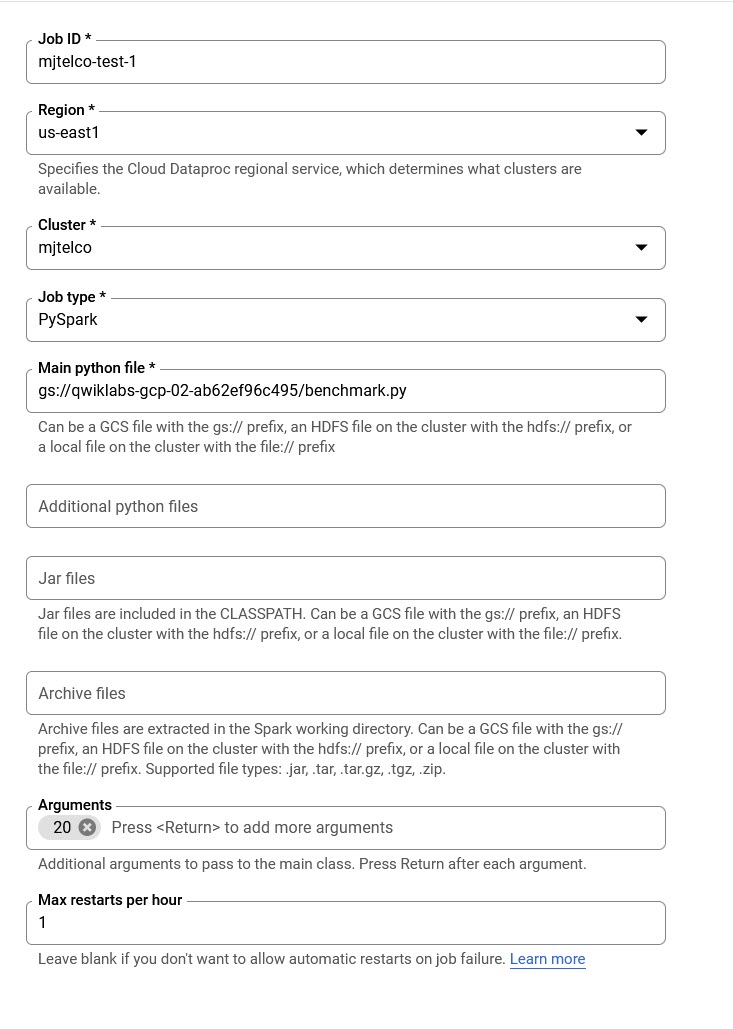 Job ID *
mjtelco-test-1
Region *
us-east1
Specifies the Cloud Dataproc regional service, which determines what clusters are
available.
Cluster *
mjtelco
Job type *
PySpark
Main python file *
gs://qwiklabs-gcp-02-ab62ef96c495/benchmark.py
Can be a GCS file with the gs:// prefix, an HDFS file on the cluster with the hdfs:// prefix, or
a local file on the cluster with the file:// prefix
Additional python files
Jar files
Jar files are included in the CLASSPATH. Can be a GCS file with the gs:// prefix, an HDFS
file on the cluster with the hdfs:// prefix, or a local file on the cluster with the file:// prefix.
Archive files
Archive files are extracted in the Spark working directory. Can be a GCS file with the gs://
prefix, an HDFS file on the cluster with the hdfs:// prefix, or a local file on the cluster with
the file:// prefix. Supported file types: .jar, .tar, .tar.gz, .tgz, .zip.
Arguments
20 Press <Return> to add more arguments
Additional arguments to pass to the main class. Press Return after each argument.
Max restarts per hour
1
Leave blank if you don't want to allow automatic restarts on job failure. Learn more